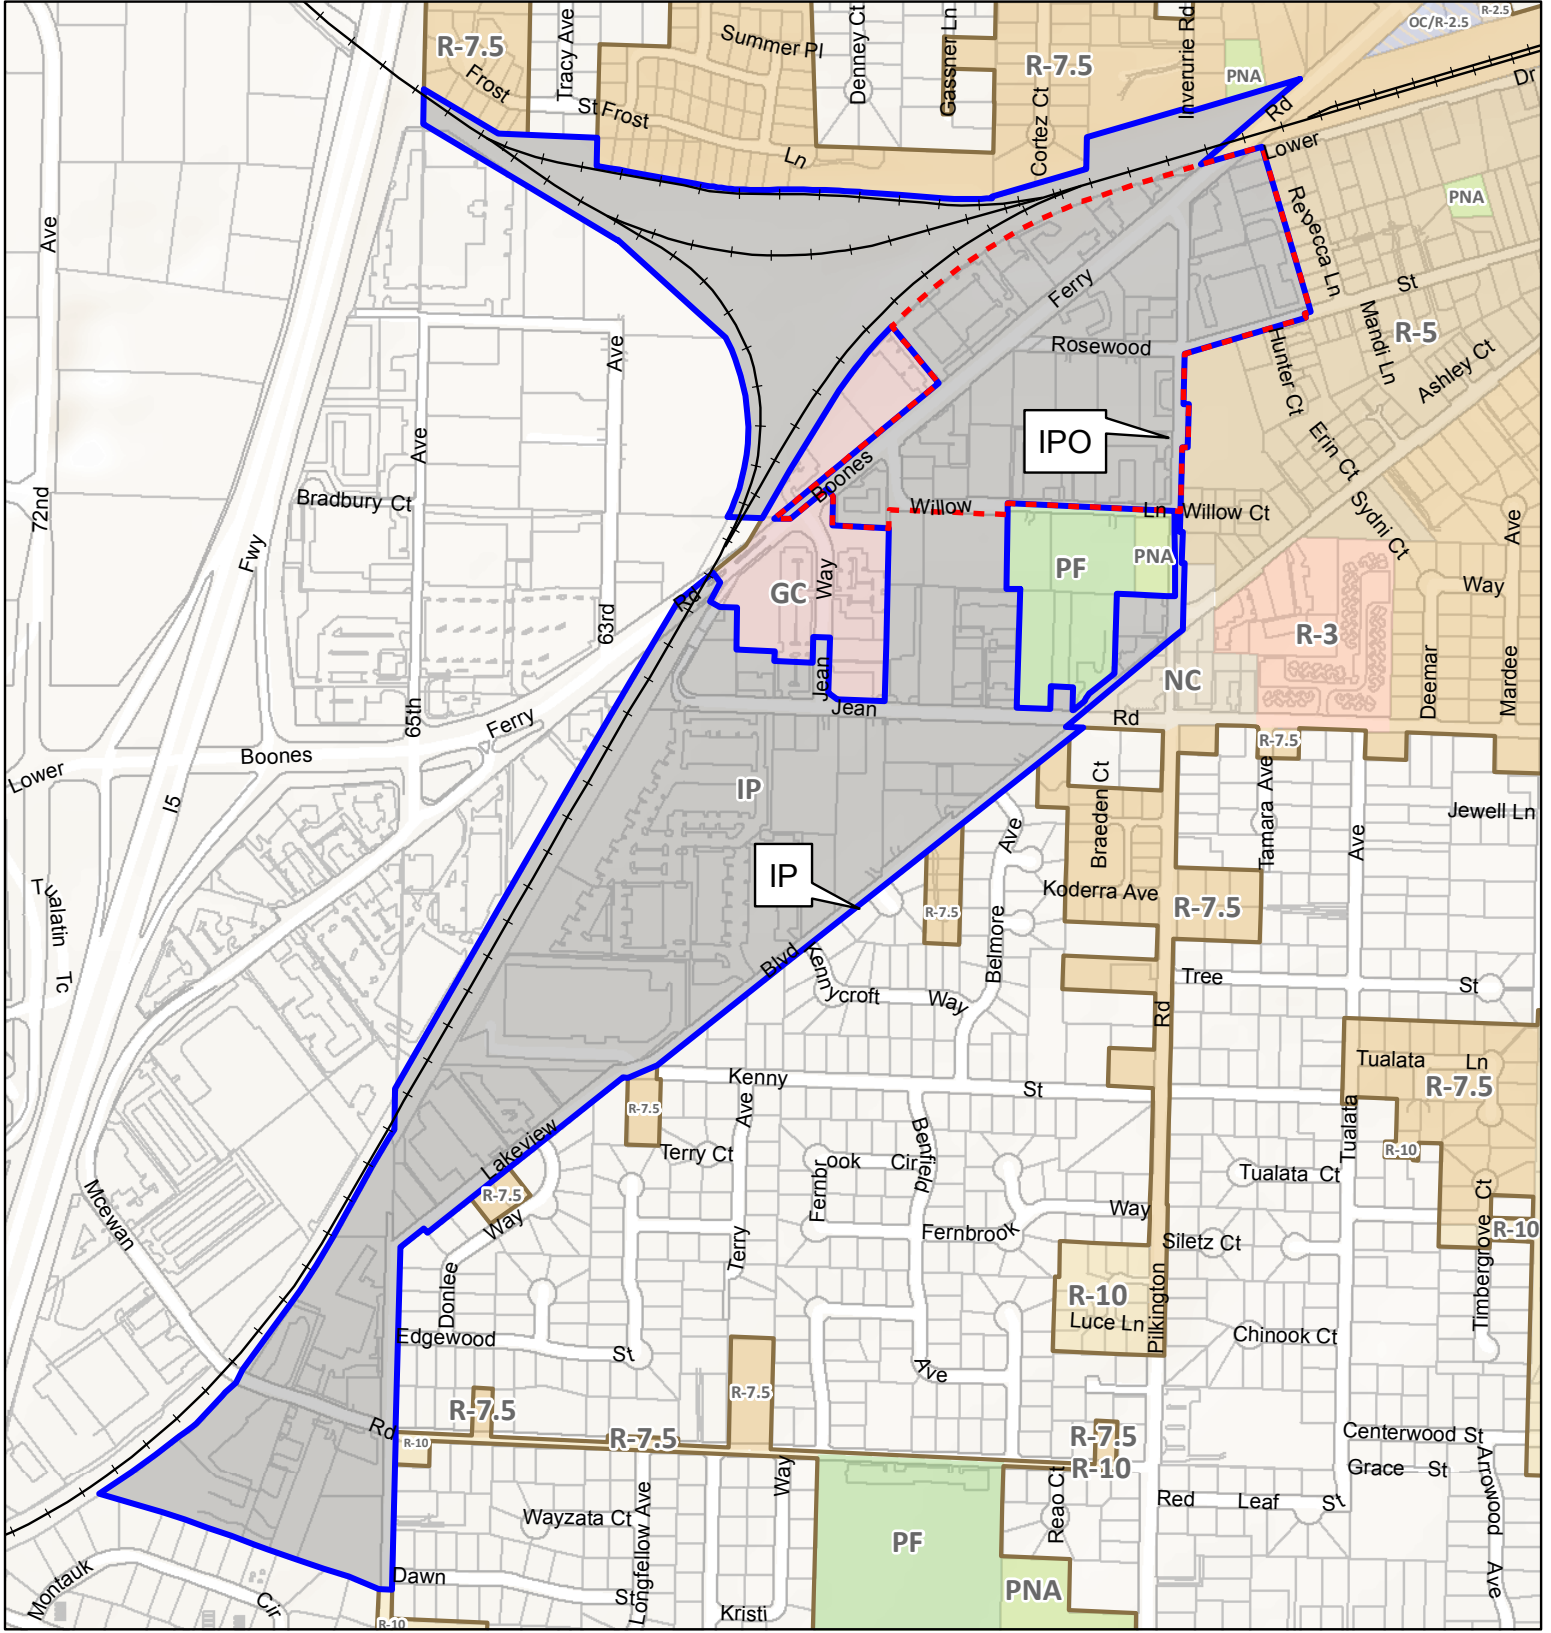 R-7.5
Frost
Tracy Ave
St Frost
Summer Pl
Ln
Denney Ct
Gassner Ln
R-7.5
Cortez Ct
Inverurie Rd
PNA
Rd
OC/R-2.5
R-2.5
Dr
Lower
Rebecca Ln
PNA
St
Mandi Ln
R-5
Hunter Ct
Ashley Ct
Erin Ct
Sydni Ct
Ave
Ferry
Rosewood
IPO
Boones
Willow
Ln
Willow Ct
Ave
72nd
Fwy
Ave
Ave
Bradbury Ct
63rd
65th
Ferry
Boones
Lower
I5
Tualatin
Tc
Rd
GC
Way
Jean
Jean
PF
PNA
NC
R-3
Way
Deemar
Mardee
Rd
R-7.5
IP
IP
Blvd
Ave
Braeden Ct
Tamara Ave
Ave
Jewell Ln
Koderra Ave
R-7.5
R-7.5
Belmore
Kennycroft
Way
Tree
St
Rd
Tualata
Ln
R-7.5
Kenny
St
R-7.5
Ave
Terry Ct
Benfield
Fernbrook
Cir
Tualata
R-10
Tualata Ct
Lakeview
R-7.5
Way
Mcewan
Donlee
Terry
Fernbrook
Way
Siletz Ct
R-10
Timbergrove Ct
R-10
Luce Ln
Pilkington
Chinook Ct
Edgewood
St
Ave
R-7.5
R-7.5
R-7.5
Rd
R-10
R-7.5
R-10
Centerwood St
Grace St
Arrowood
Ave
Way
Longfellow Ave
Wayzata Ct
Reao Ct
Red Leaf St
PF
PNA
Montauk
Cir
Dawn
St
Kristi
R-10